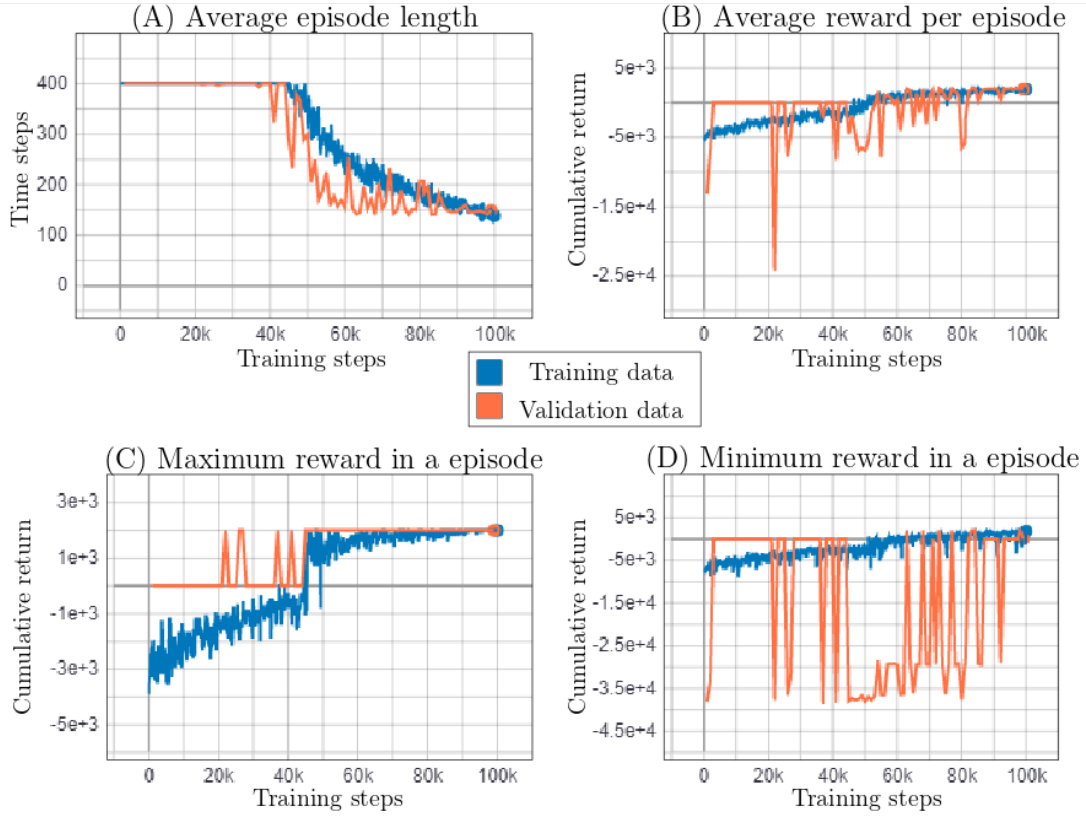 (A) Average episode length
Time steps
400
300
200
100
0
0 20k 40k 60k 80k 100k
Training steps
(B) Average reward per episode
Cumulative return
5e+3
-5e+3
-1.5e+4
-2.5e+4
0 20k 40k 60k 80k 100k
Training steps
Training data
Validation data
(C) Maximum reward in a episode
Cumulative return
3e+3
1e+3
-1e+3
-3e+3
-5e+3
0 20k 40k 60k 80k 100k
Training steps
(D) Minimum reward in a episode
Cumulative return
5e+3
-5e+3
-1.5e+4
-2.5e+4
-3.5e+4
-4.5e+4
0 20k 40k 60k 80k 100k
Training steps